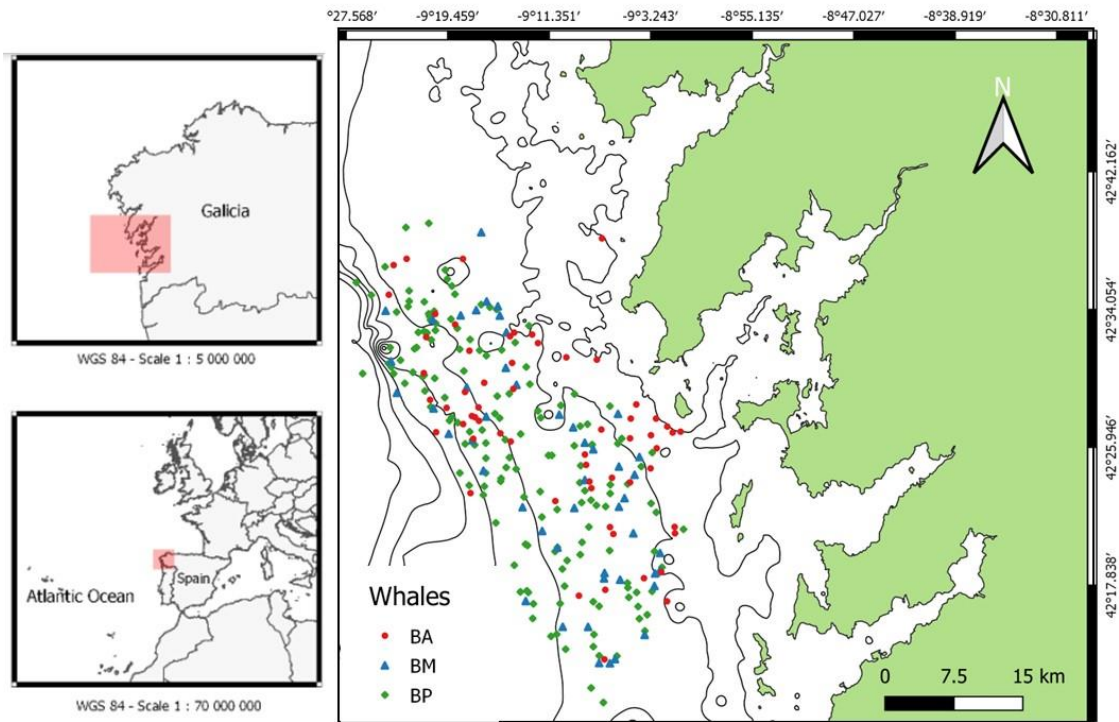 Galicia
WGS 84 - Scale 1 : 5 000 000
Atlantic Ocean
Spain
WGS 84 - Scale 1 : 70 000 000
-9°27.568' -9°19.459' -9°11.351' -9°3.243' -8°55.135' -8°47.027' -8°38.919' -8°30.811'
N
42°42.162'
42°34.054'
42°25.946'
42°17.838'
Whales
BA
BM
BP
0 7.5 15 km